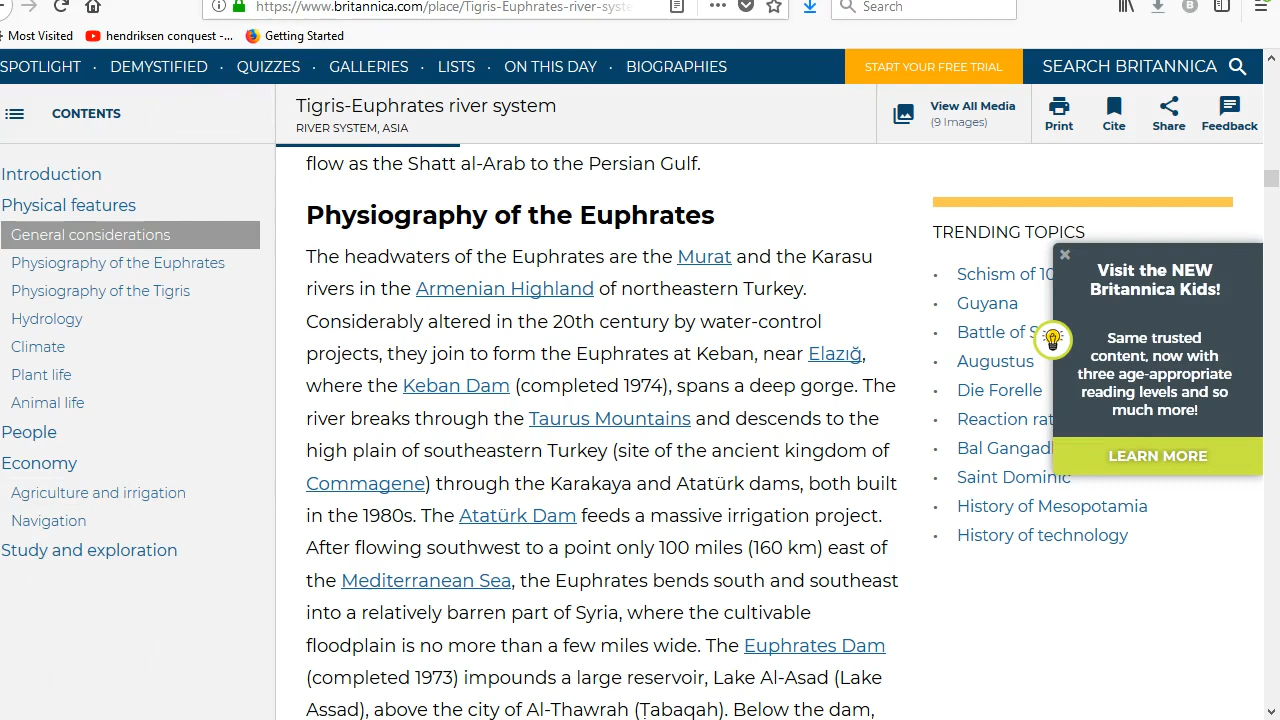 https://www.britannica.com/place/Tigris-Euphrates-river-syste
Search
Most Visited
hendriksen conquest -...
Getting Started
SPOTLIGHT · DEMYSTIFIED · QUIZZES · GALLERIES · LISTS · ON THIS DAY · BIOGRAPHIES
START YOUR FREE TRIAL
SEARCH BRITANNICA
CONTENTS
Tigris-Euphrates river system
RIVER SYSTEM, ASIA
View All Media
(9 Images)
Print
Cite
Share
Feedback
Introduction
Physical features
General considerations
Physiography of the Euphrates
Physiography of the Tigris
Hydrology
Climate
Plant life
Animal life
People
Economy
Agriculture and irrigation
Navigation
Study and exploration
flow as the Shatt al-Arab to the Persian Gulf.
Physiography of the Euphrates
The headwaters of the Euphrates are the Murat and the Karasu
rivers in the Armenian Highland of northeastern Turkey.
Considerably altered in the 20th century by water-control
projects, they join to form the Euphrates at Keban, near Elazığ,
where the Keban Dam (completed 1974), spans a deep gorge. The
river breaks through the Taurus Mountains and descends to the
high plain of southeastern Turkey (site of the ancient kingdom of
Commagene) through the Karakaya and Atatürk dams, both built
in the 1980s. The Atatürk Dam feeds a massive irrigation project.
After flowing southwest to a point only 100 miles (160 km) east of
the Mediterranean Sea, the Euphrates bends south and southeast
into a relatively barren part of Syria, where the cultivable
floodplain is no more than a few miles wide. The Euphrates Dam
(completed 1973) impounds a large reservoir, Lake Al-Asad (Lake
Assad), above the city of Al-Thawrah (Ṭabaqah). Below the dam,
TRENDING TOPICS
Schism of 10
Guyana
Battle of S
Augustus
Die Forelle
Reaction rat
Bal Gangad
Saint Dominic
History of Mesopotamia
History of technology
Visit the NEW
Britannica Kids!
Same trusted
content, now with
three age-appropriate
reading levels and so
much more!
LEARN MORE